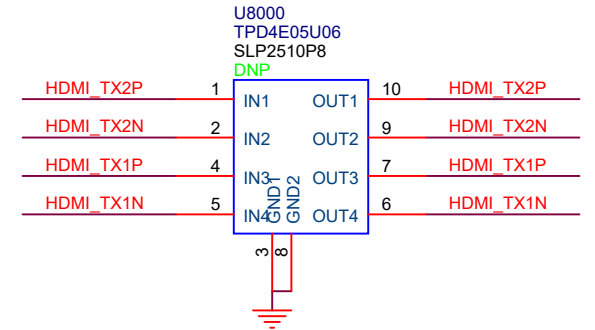 U8000
TPD4E05U06
SLP2510P8
DNP
HDMI_TX2P 1 IN1 OUT1 10 HDMI_TX2P
HDMI_TX2N 2 IN2 OUT2 9 HDMI_TX2N
HDMI_TX1P 4 IN3 OUT3 7 HDMI_TX1P
HDMI_TX1N 5 IN4 OUT4 6 HDMI_TX1N
GND1
GND2
3
8